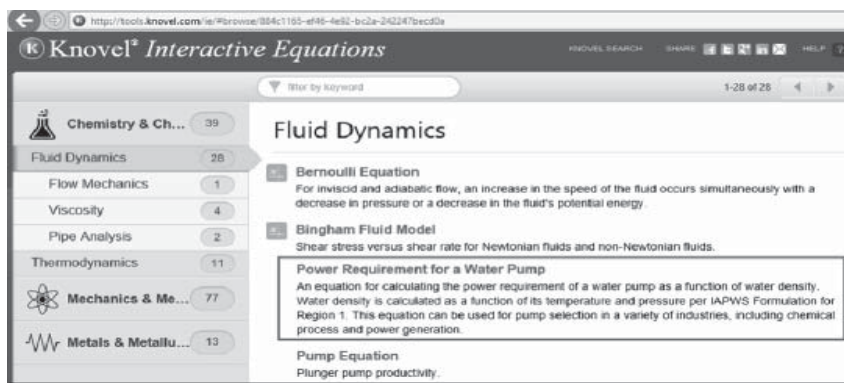 http://tools.knovel.com/ie/#browse/884c1165-ef46-4e92-bc2a-242247becd0a
Knovel² Interactive Equations
KNOVEL SEARCH SHARE HELP ?
filter by keyword
1-28 of 28
Chemistry & Ch... 39
Fluid Dynamics 28
Flow Mechanics 1
Viscosity 4
Pipe Analysis 2
Thermodynamics 11
Mechanics & Me... 77
Metals & Metallu... 13
Fluid Dynamics
Bernoulli Equation
For inviscid and adiabatic flow, an increase in the speed of the fluid occurs simultaneously with a
decrease in pressure or a decrease in the fluid's potential energy.
Bingham Fluid Model
Shear stress versus shear rate for Newtonian fluids and non-Newtonian fluids.
Power Requirement for a Water Pump
An equation for calculating the power requirement of a water pump as a function of water density.
Water density is calculated as a function of its temperature and pressure per IAPWS Formulation for
Region 1. This equation can be used for pump selection in a variety of industries, including chemical
process and power generation.
Pump Equation
Plunger pump productivity.